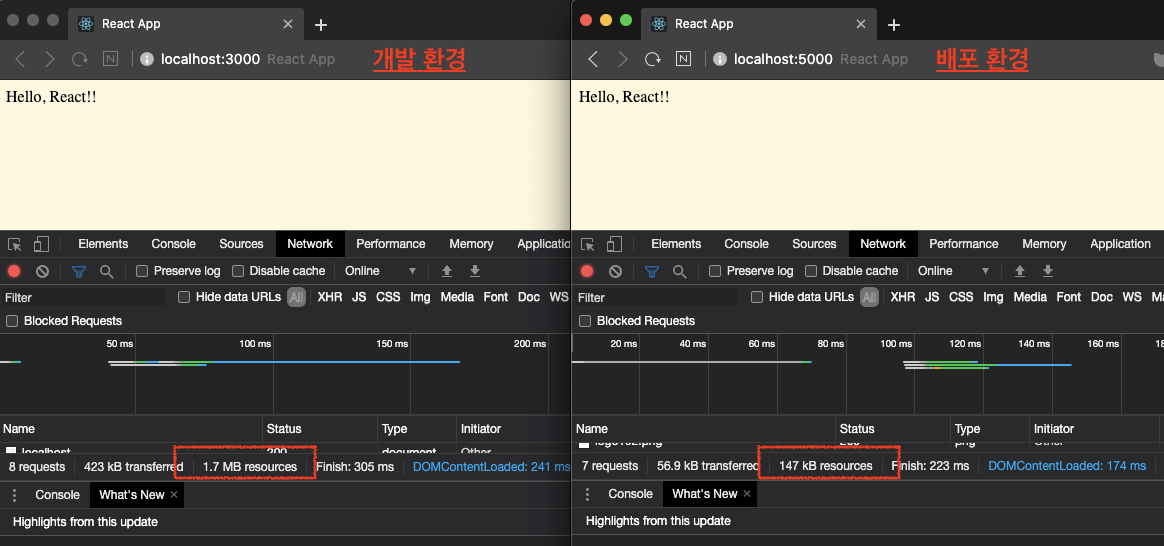 React App
localhost:3000 React App
개발 환경
Hello, React!!
Elements Console Sources Network Performance Memory Applicatio
Preserve log Disable cache Online
Filter Hide data URLs All XHR JS CSS Img Media Font Doc WS
Blocked Requests
50 ms 100 ms 150 ms 200 ms
Name Status Type Initiator
localhost 200 document Other
8 requests 423 kB transferred 1.7 MB resources Finish: 305 ms DOMContentLoaded: 241 ms
Console What's New
Highlights from this update
React App
localhost:5000 React App
배포 환경
Hello, React!!
Elements Console Sources Network Performance Memory Application
Preserve log Disable cache Online
Filter Hide data URLs All XHR JS CSS Img Media Font Doc WS Ma
Blocked Requests
20 ms 40 ms 60 ms 80 ms 100 ms 120 ms 140 ms 160 ms
Name Status Type Initiator
logo192.png 200 png Other
7 requests 56.9 kB transferred 147 kB resources Finish: 223 ms DOMContentLoaded: 174 ms
Console What's New
Highlights from this update